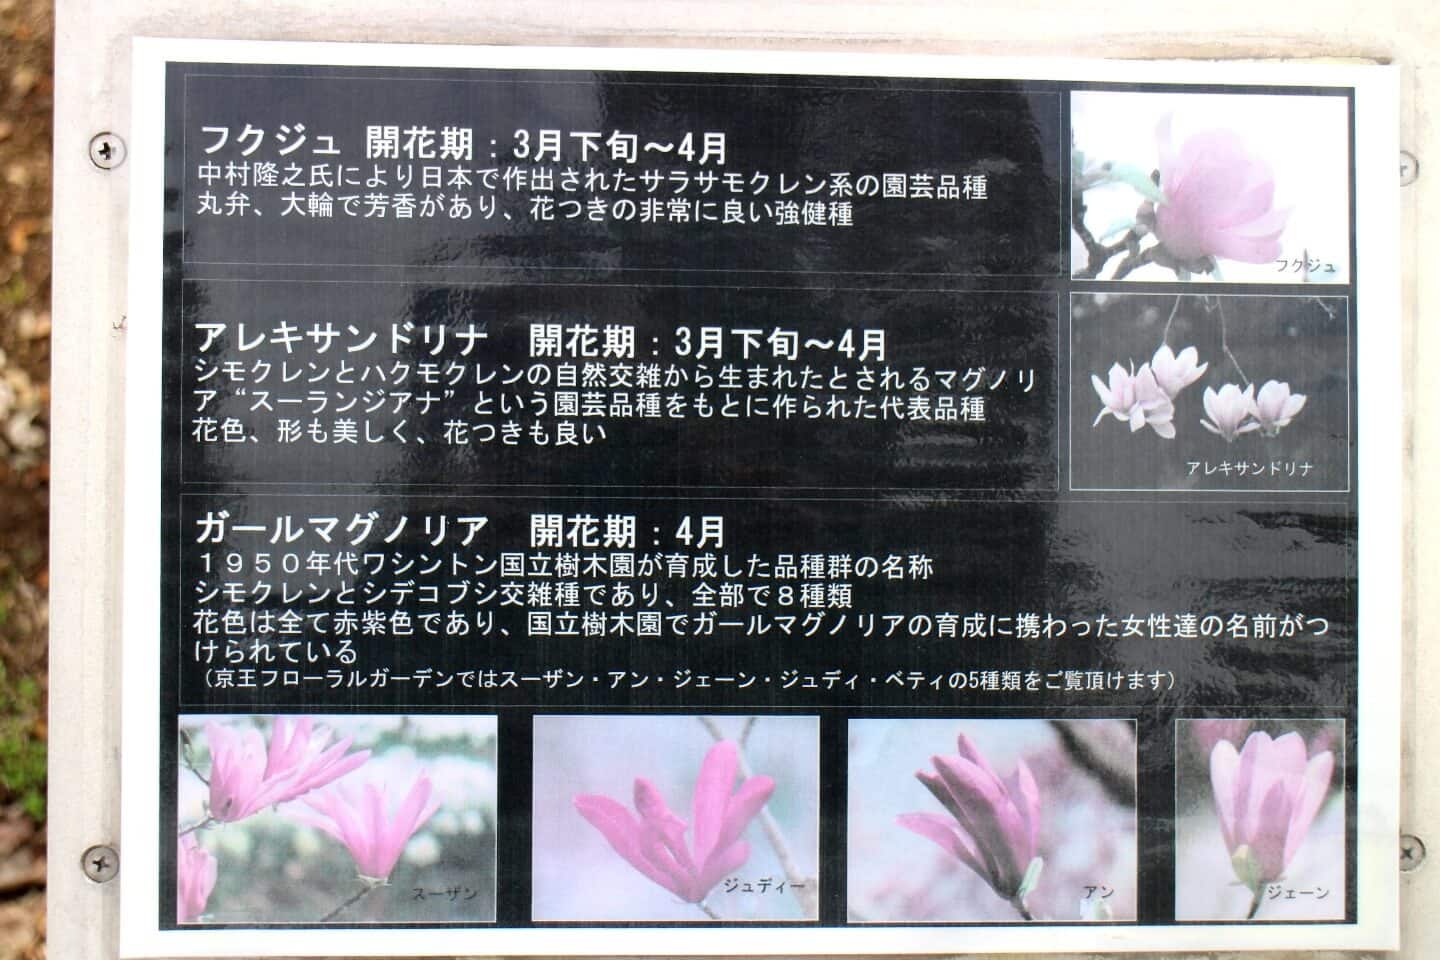 フクジュ 開花期：3月下旬～4月
中村隆之氏により日本で作出されたサラサモクレン系の園芸品種
丸弁、大輪で芳香があり、花つきの非常に良い強健種
フクジュ
アレキサンドリナ　開花期：3月下旬～4月
シモクレンとハクモクレンの自然交雑から生まれたとされるマグノリ
ア“スーランジアナ”という園芸品種をもとに作られた代表品種
花色、形も美しく、花つきも良い
アレキサンドリナ
ガールマグノリア　開花期：4月
１９５０年代ワシントン国立樹木園が育成した品種群の名称
シモクレンとシデコブシ交雑種であり、全部で８種類
花色は全て赤紫色であり、国立樹木園でガールマグノリアの育成に携わった女性達の名前がつ
けられている
（京王フローラルガーデンではスーザン・アン・ジェーン・ジュディ・ベティの5種類をご覧頂けます）
スーザン
ジュディー
アン
ジェーン